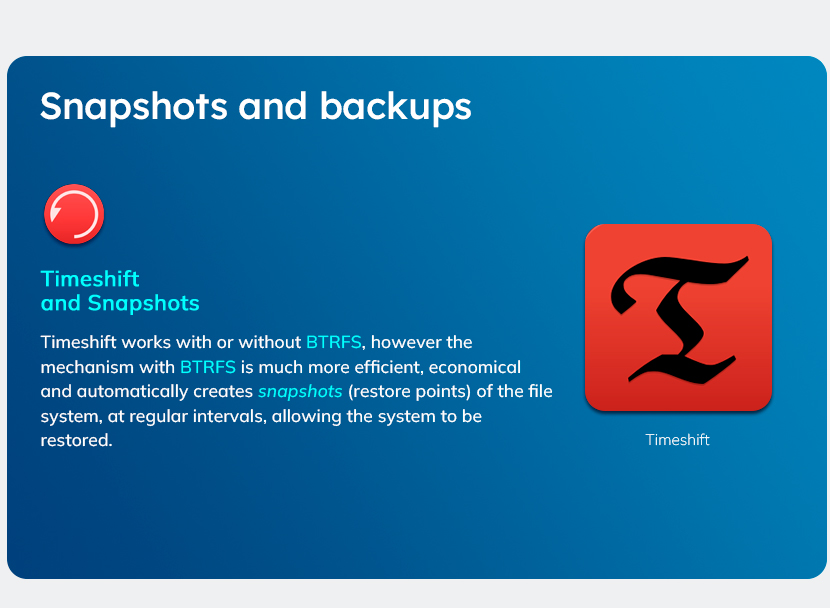 Snapshots and backups
Timeshift
and Snapshots
Timeshift works with or without BTRFS, however the
mechanism with BTRFS is much more efficient, economical
and automatically creates snapshots (restore points) of the file
system, at regular intervals, allowing the system to be
restored.
T
Timeshift